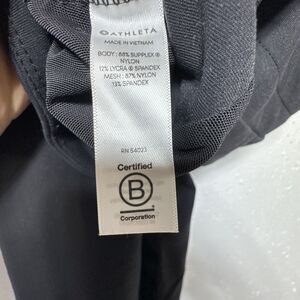 ATHLETA
MADE IN VIETNAM
BODY : 88% SUPPLEX ®
NYLON
12% LYCRA ® SPANDEX
MESH : 87% NYLON
13% SPANDEX
RN 54023
Certified
B
Corporation